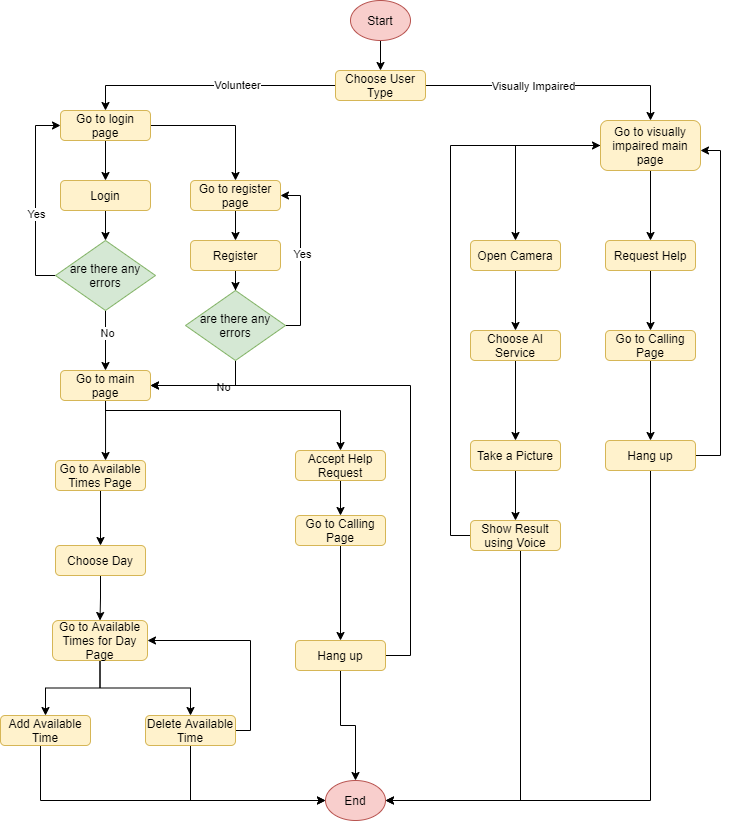 Start
Choose User
Type
Volunteer
Visually Impaired
Go to login
page
Go to visually
impaired main
page
Login
Go to register
page
Yes
Register
Yes
Open Camera
Request Help
are there any
errors
are there any
errors
No
Choose AI
Service
Go to Calling
Page
Go to main
page
No
Accept Help
Request
Take a Picture
Hang up
Go to Available
Times Page
Go to Calling
Page
Show Result
using Voice
Choose Day
Go to Available
Times for Day
Page
Hang up
Add Available
Time
Delete Available
Time
End